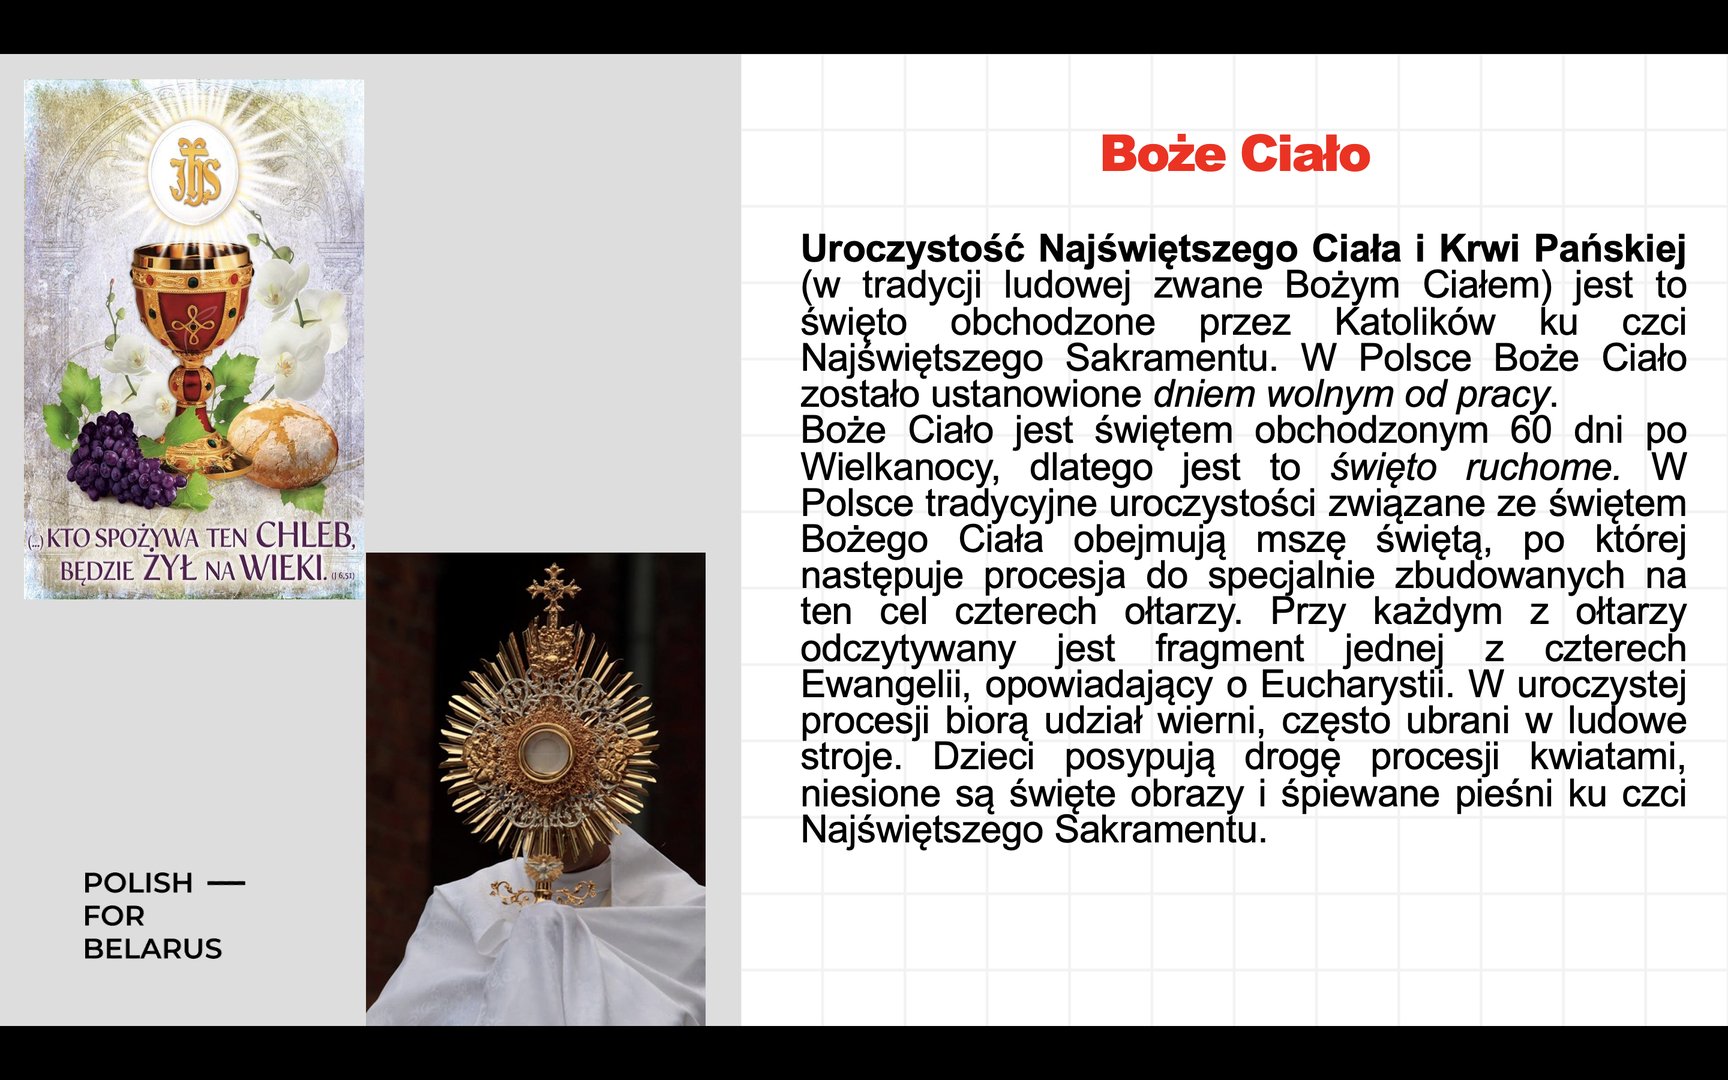 JHS
(...) KTO SPOŻYWA TEN CHLEB,
BĘDZIE ŻYŁ NA WIEKI. (J 6,51)
POLISH —
FOR
BELARUS
Boże Ciało
Uroczystość Najświętszego Ciała i Krwi Pańskiej
(w tradycji ludowej zwane Bożym Ciałem) jest to
święto obchodzone przez Katolików ku czci
Najświętszego Sakramentu. W Polsce Boże Ciało
zostało ustanowione dniem wolnym od pracy.
Boże Ciało jest świętem obchodzonym 60 dni po
Wielkanocy, dlatego jest to święto ruchome. W
Polsce tradycyjne uroczystości związane ze świętem
Bożego Ciała obejmują mszę świętą, po której
następuje procesja do specjalnie zbudowanych na
ten cel czterech ołtarzy. Przy każdym z ołtarzy
odczytywany jest fragment jednej z czterech
Ewangelii, opowiadający o Eucharystii. W uroczystej
procesji biorą udział wierni, często ubrani w ludowe
stroje. Dzieci posypują drogę procesji kwiatami,
niesione są święte obrazy i śpiewane pieśni ku czci
Najświętszego Sakramentu.